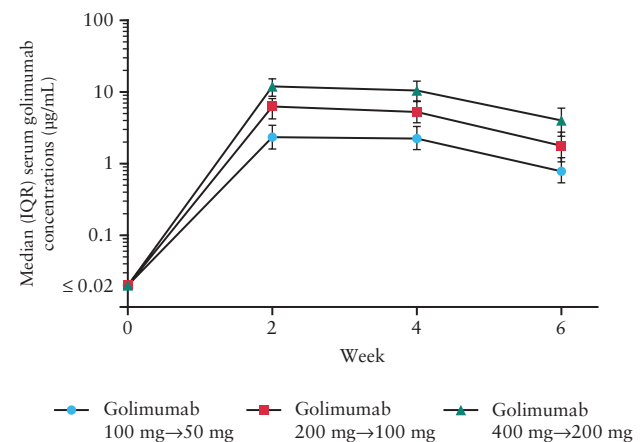 Median (IQR) serum golimumab
concentrations (µg/mL)
100
10
1
0.1
≤ 0.02
0 2 4 6
Week
Golimumab
100 mg→50 mg
Golimumab
200 mg→100 mg
Golimumab
400 mg→200 mg